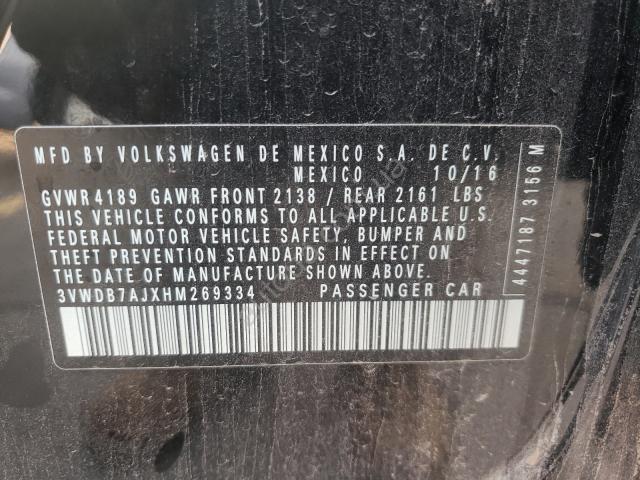 MFD BY VOLKSWAGEN DE MEXICO S.A. DE C.V.
MEXICO 10/16
GVWR 4189 GAWR FRONT 2138 / REAR 2161 LBS
THIS VEHICLE CONFORMS TO ALL APPLICABLE U.S.
FEDERAL MOTOR VEHICLE SAFETY, BUMPER AND
THEFT PREVENTION STANDARDS IN EFFECT ON
THE DATE OF MANUFACTURE SHOWN ABOVE.
3VWDB7AJXHM269334 PASSENGER CAR
4447187 3156 M